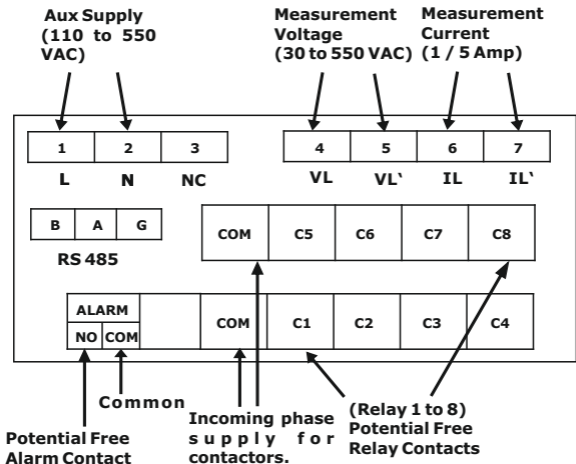 Aux Supply
(110 to 550
VAC)
Measurement
Voltage
(30 to 550 VAC)
Measurement
Current
(1 / 5 Amp)
1 2 3
L N NC
4 5 6 7
VL VL‘ IL IL‘
B A G
RS 485
COM C5 C6 C7 C8
ALARM
NO COM
COM C1 C2 C3 C4
Common
Potential Free
Alarm Contact
Incoming phase
supply for
contactors.
(Relay 1 to 8)
Potential Free
Relay Contacts